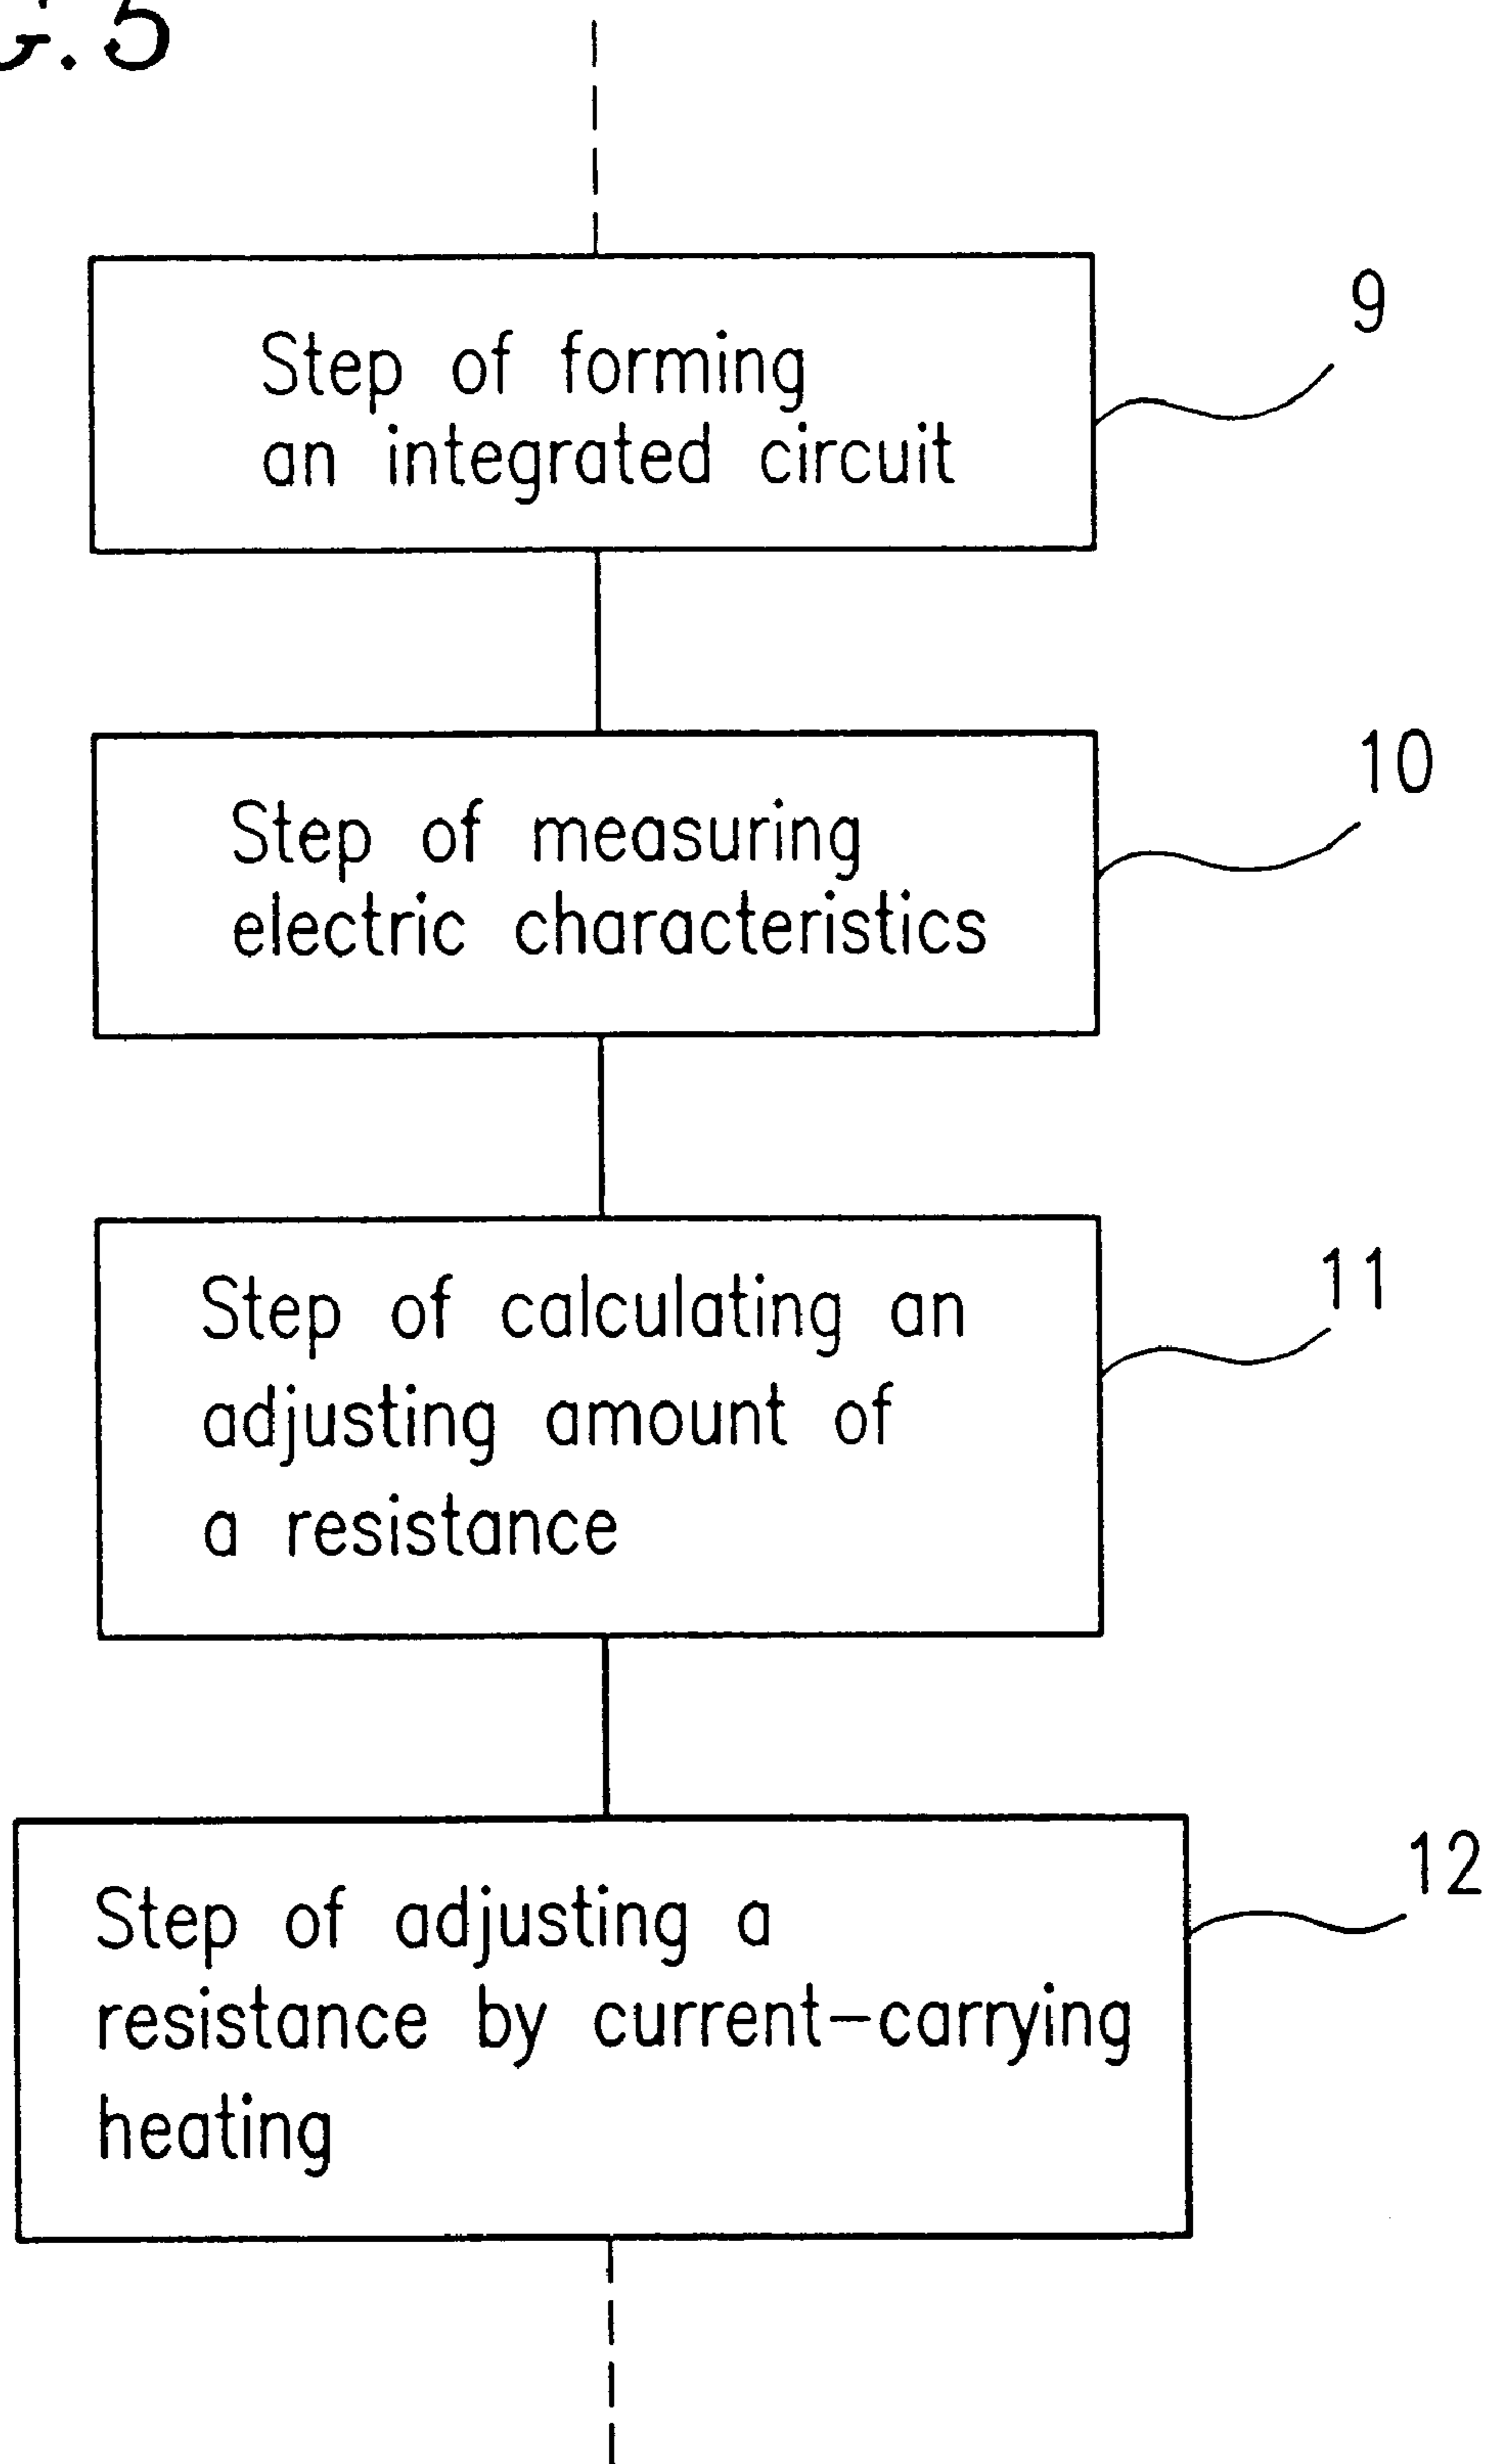 G.5
9
Step of forming
an integrated circuit
10
Step of measuring
electric characteristics
11
Step of calculating an
adjusting amount of
a resistance
12
Step of adjusting a
resistance by current-carrying
heating